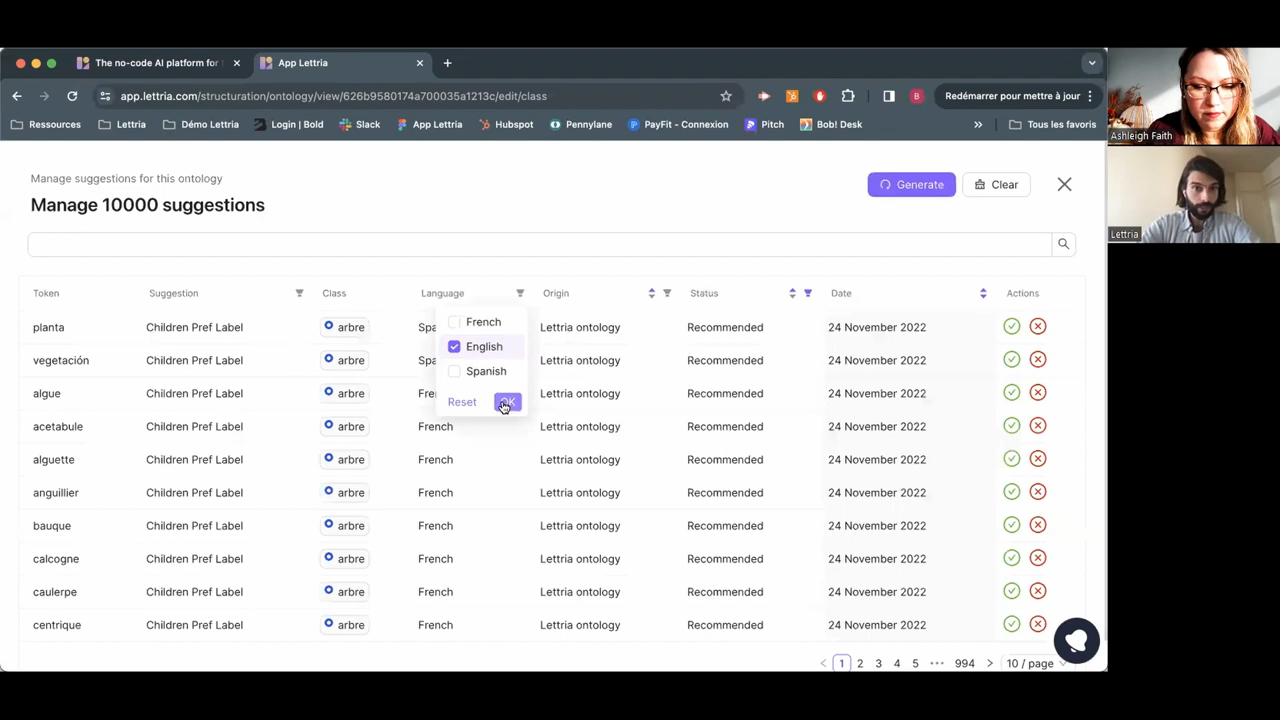 The no-code AI platform for
App Lettria
app.lettria.com/structuration/ontology/view/626b9580174a700035a1213d/edit/class
Redémarrer pour mettre à jour
Ressources
Lettria
Démo Lettria
Login | Bold
Slack
App Lettria
Hubspot
Pennylane
PayFit - Connexion
Pitch
Bob! Desk
Tous les favoris
Ashleigh Faith
Lettria
Manage suggestions for this ontology
Manage 10000 suggestions
Generate
Clear
Token Suggestion Class Language Origin Status Date Actions
planta Children Pref Label arbre Spa Lettria ontology Recommended 24 November 2022
vegetación Children Pref Label arbre Spa Lettria ontology Recommended 24 November 2022
algue Children Pref Label arbre Fre Lettria ontology Recommended 24 November 2022
acetabule Children Pref Label arbre French Lettria ontology Recommended 24 November 2022
alguette Children Pref Label arbre French Lettria ontology Recommended 24 November 2022
anguillier Children Pref Label arbre French Lettria ontology Recommended 24 November 2022
bauque Children Pref Label arbre French Lettria ontology Recommended 24 November 2022
calcogne Children Pref Label arbre French Lettria ontology Recommended 24 November 2022
caulerpe Children Pref Label arbre French Lettria ontology Recommended 24 November 2022
centrique Children Pref Label arbre French Lettria ontology Recommended 24 November 2022
French
English
Spanish
Reset OK
1 2 3 4 5 ••• 994 10 / page